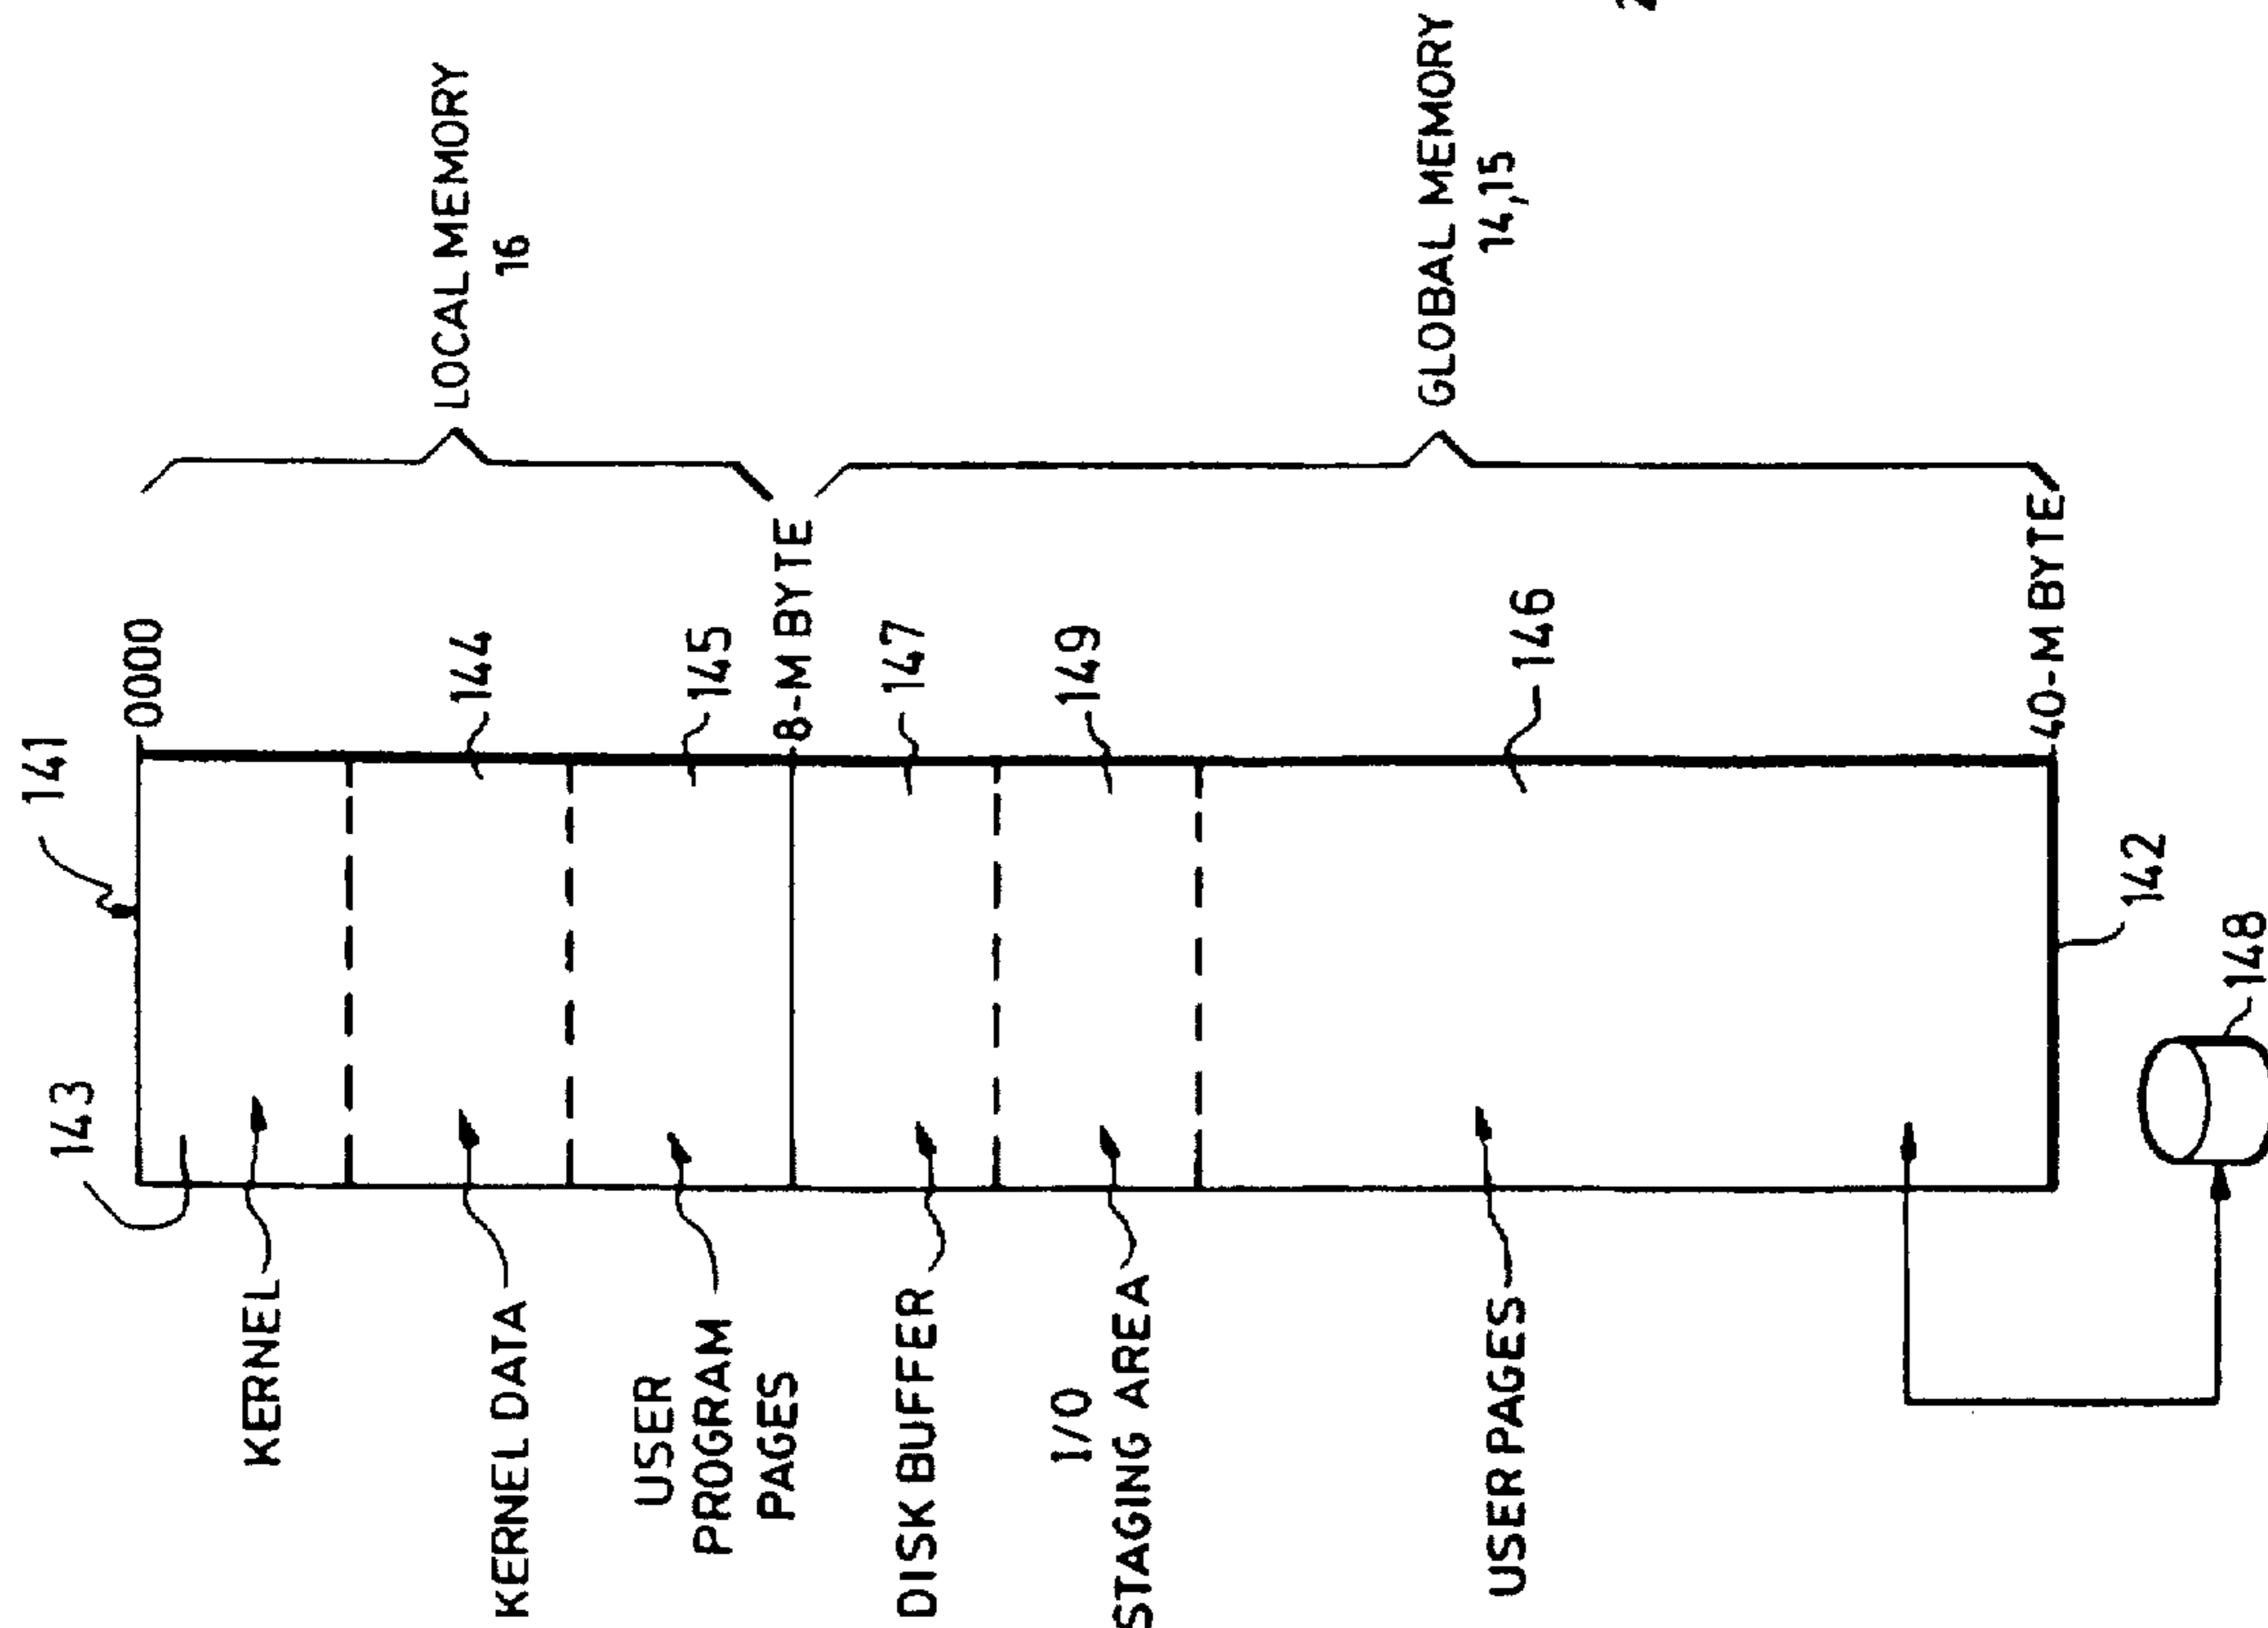 141
0000
143
KERNEL
LOCAL MEMORY
16
144
KERNEL DATA
145
USER
PROGRAM
PAGES
8-M BYTE
147
DISK BUFFER
149
I/O
STAGING AREA
GLOBAL MEMORY
14,15
146
USER PAGES
40-M BYTE
142
148